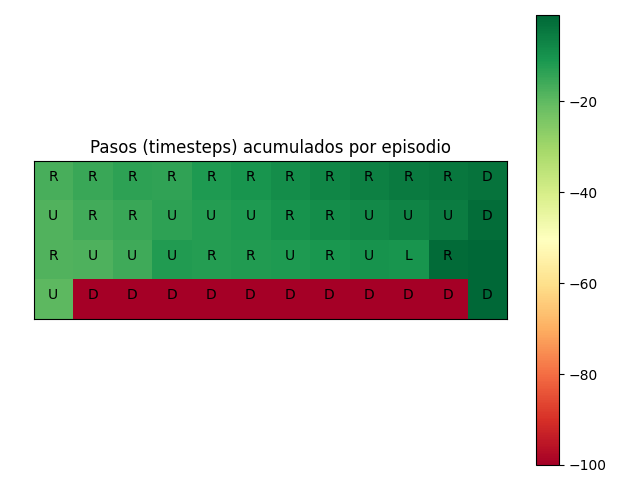 Pasos (timesteps) acumulados por episodio
R R R R R R R R R R R D
U R R U U U R R U U U D
R U U U R R U R U L R
U D D D D D D D D D D D
−20
−40
−60
−80
−100